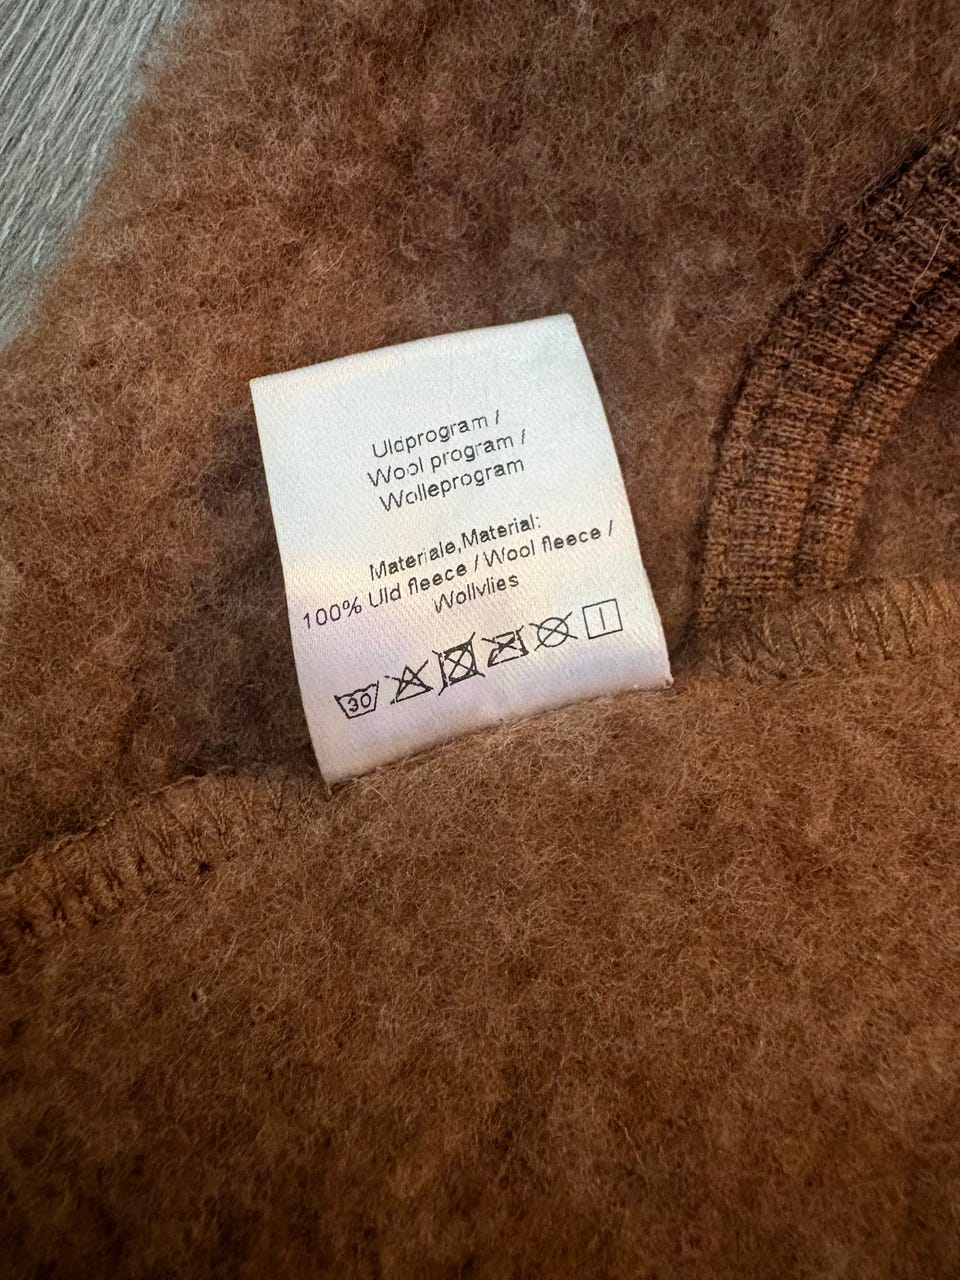 Uldprogram /
Wool program /
Wolleprogram
Materiale,Material:
100% Uld fleece / Wool fleece /
Wollvlies
30